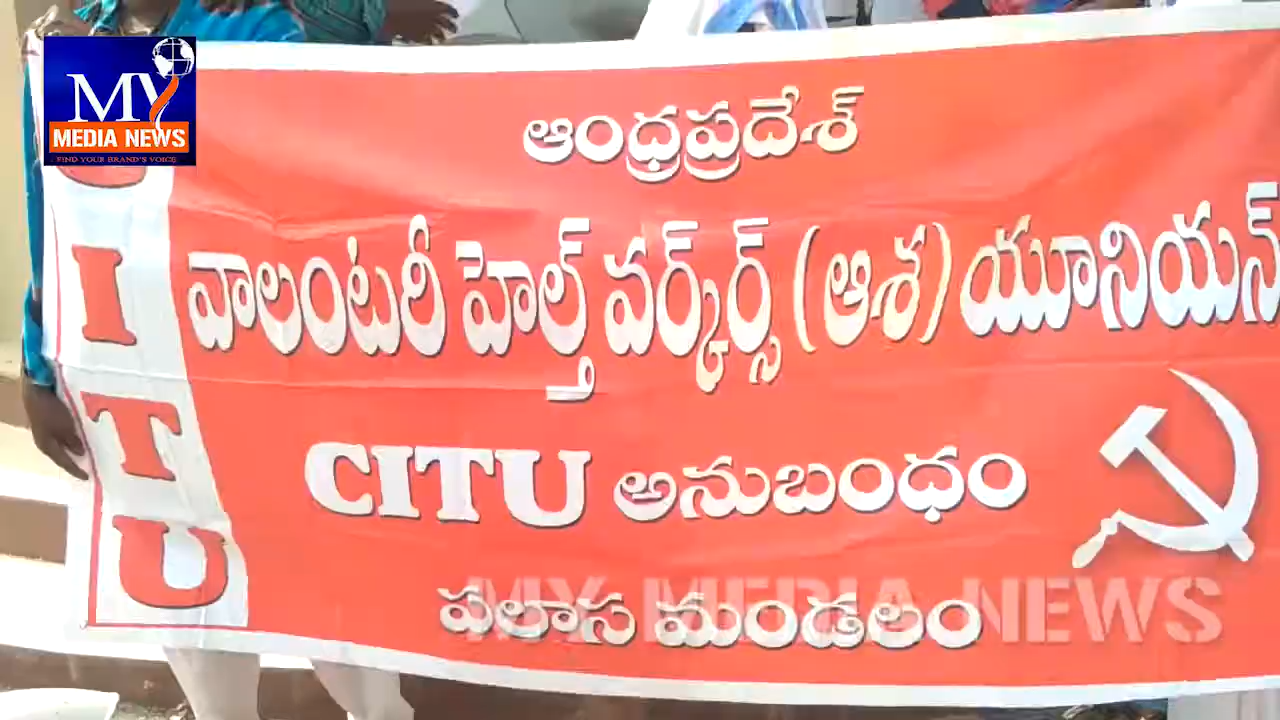 MY
MEDIA NEWS
FIND YOUR BRAND'S VOICE
CITU
ఆంధ్రప్రదేశ్
వాలంటరీ హెల్త్ వర్కర్స్ (ఆశ) యూనియన్
CITU అనుబంధం
పలాస మండలం
MY MEDIA NEWS